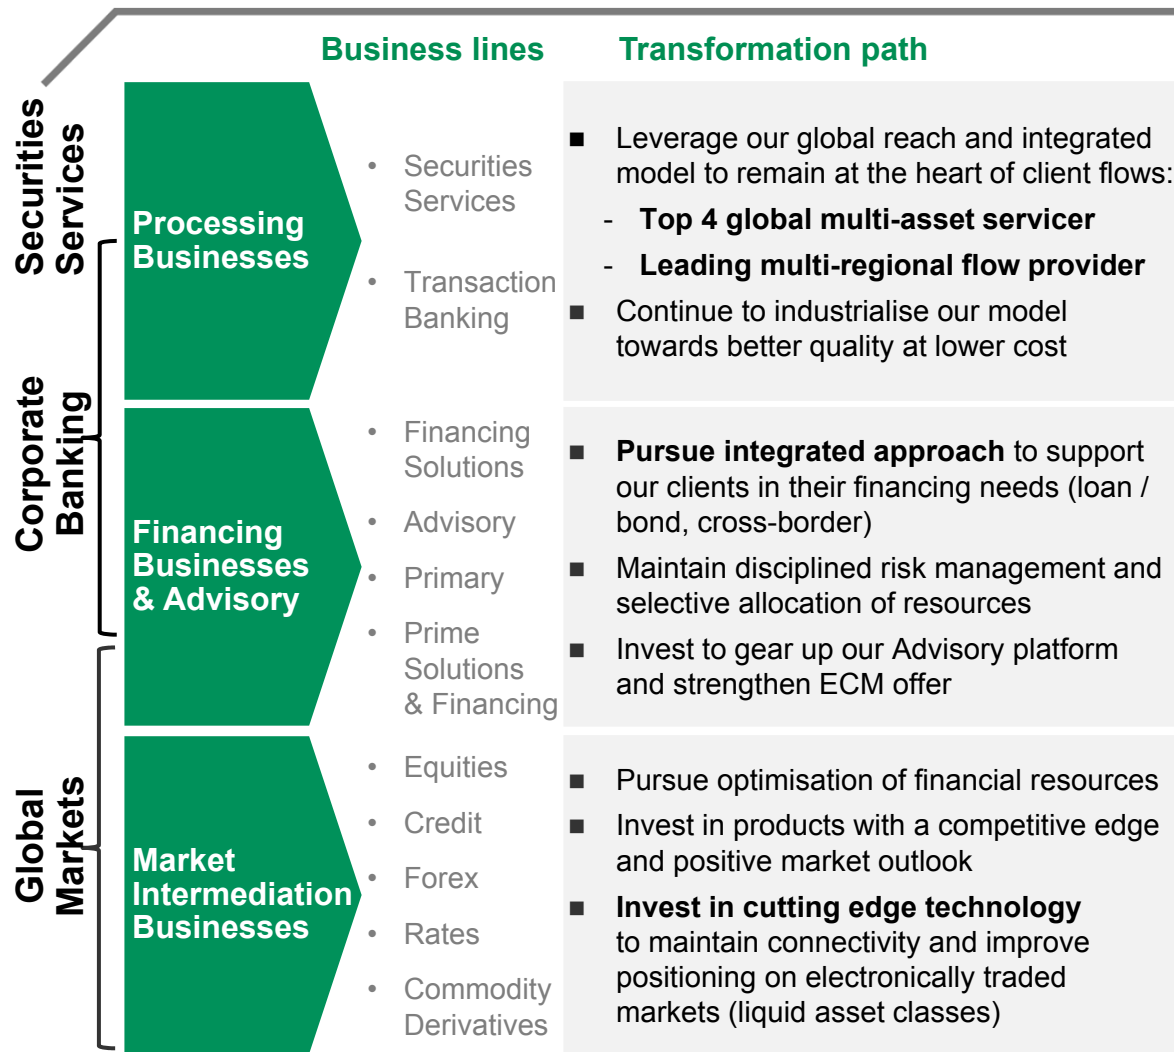 Business lines
Transformation path
Securities
Services
Corporate
Banking
Global
Markets
Processing
Businesses
• Securities
Services
• Transaction
Banking
■ Leverage our global reach and integrated
model to remain at the heart of client flows:
- Top 4 global multi-asset servicer
- Leading multi-regional flow provider
■ Continue to industrialise our model
towards better quality at lower cost
Financing
Businesses
& Advisory
• Financing
Solutions
• Advisory
• Primary
• Prime
Solutions
& Financing
■ Pursue integrated approach to support
our clients in their financing needs (loan /
bond, cross-border)
■ Maintain disciplined risk management and
selective allocation of resources
■ Invest to gear up our Advisory platform
and strengthen ECM offer
Market
Intermediation
Businesses
• Equities
• Credit
• Forex
• Rates
• Commodity
Derivatives
■ Pursue optimisation of financial resources
■ Invest in products with a competitive edge
and positive market outlook
■ Invest in cutting edge technology
to maintain connectivity and improve
positioning on electronically traded
markets (liquid asset classes)